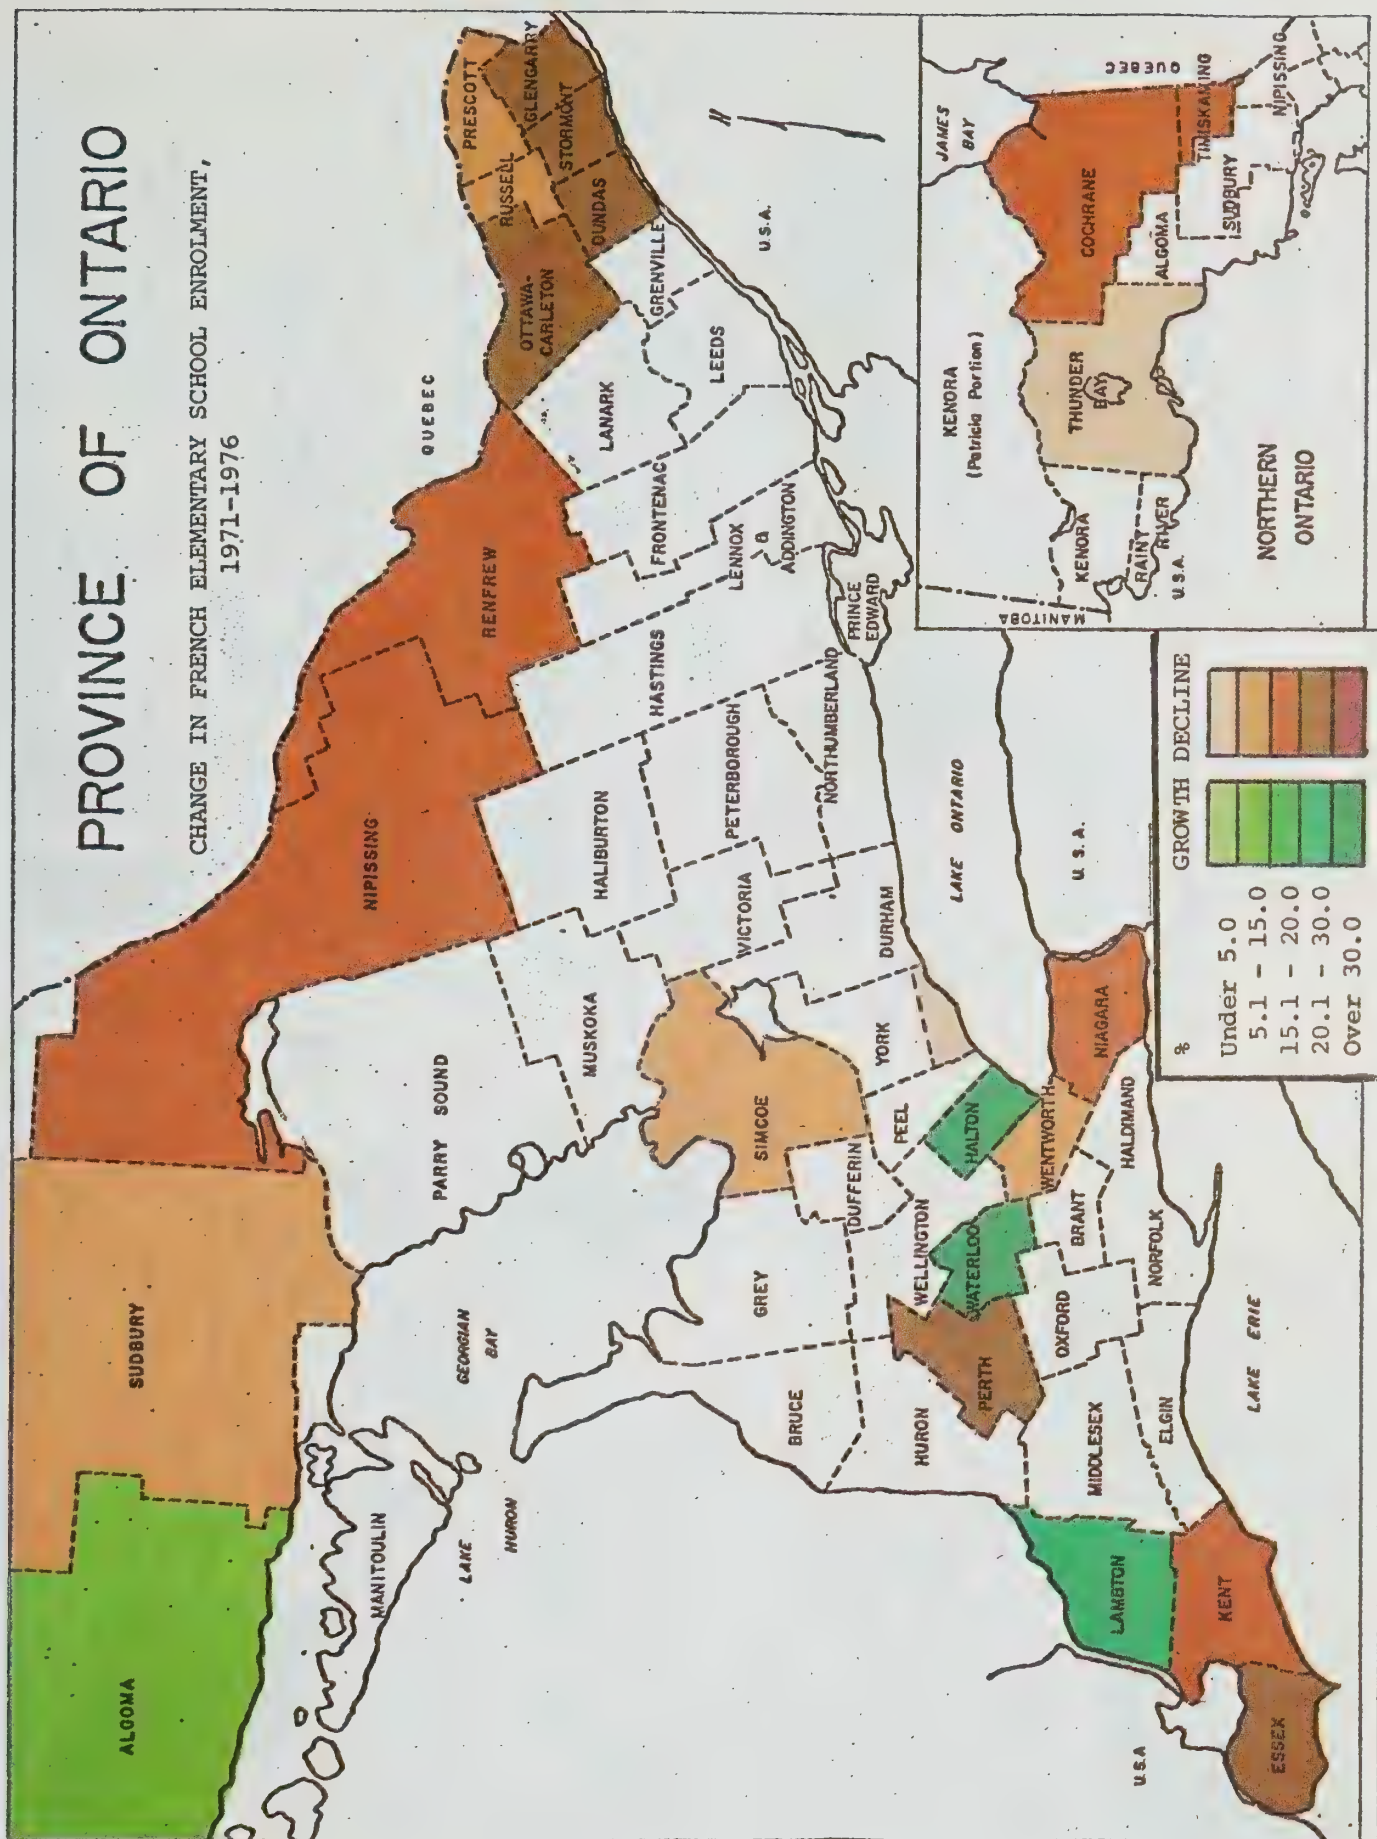 PROVINCE OF ONTARIO
CHANGE IN FRENCH ELEMENTARY SCHOOL ENROLMENT,
1971-1976
QUEBEC
PRESCOTT
GLENGARRY
RUSSELL
STORMONT
DUNDAS
OTTAWA-
CARLETON
GRENVILLE
LANARK
LEEDS
U.S.A.
RENFREW
FRONTENAC
LENNOX
a
ADDINGTON
PRINCE
EDWARD
HASTINGS
NIPISSING
HALIBURTON
PETERBOROUGH
NORTHUMBERLAND
VICTORIA
DURHAM
LAKE ONTARIO
U.S.A.
MUSKOKA
PARRY SOUND
SIMCOE
YORK
PEEL
HALTON
NIAGARA
WENTWORTH
HALDIMAND
DUFFERIN
SUDBURY
GEORGIAN
BAY
GREY
WELLINGTON
WATERLOO
BRANT
NORFOLK
OXFORD
PERTH
BRUCE
HURON
MIDDLESEX
ELGIN
LAKE ERIE
ALGOMA
MANITOULIN
LAKE
HURON
LAMBTON
KENT
ESSEX
U.S.A
JAMES
BAY
QUEBEC
COCHRANE
TIMISKAMING
NIPISSING
SUDBURY
ALGOMA
KENORA
(Patricia Portion)
THUNDER
BAY
KENORA
RAINT
RIVER
U.S.A.
MANITOBA
NORTHERN
ONTARIO
% GROWTH DECLINE
Under 5.0
5.1 - 15.0
15.1 - 20.0
20.1 - 30.0
Over 30.0